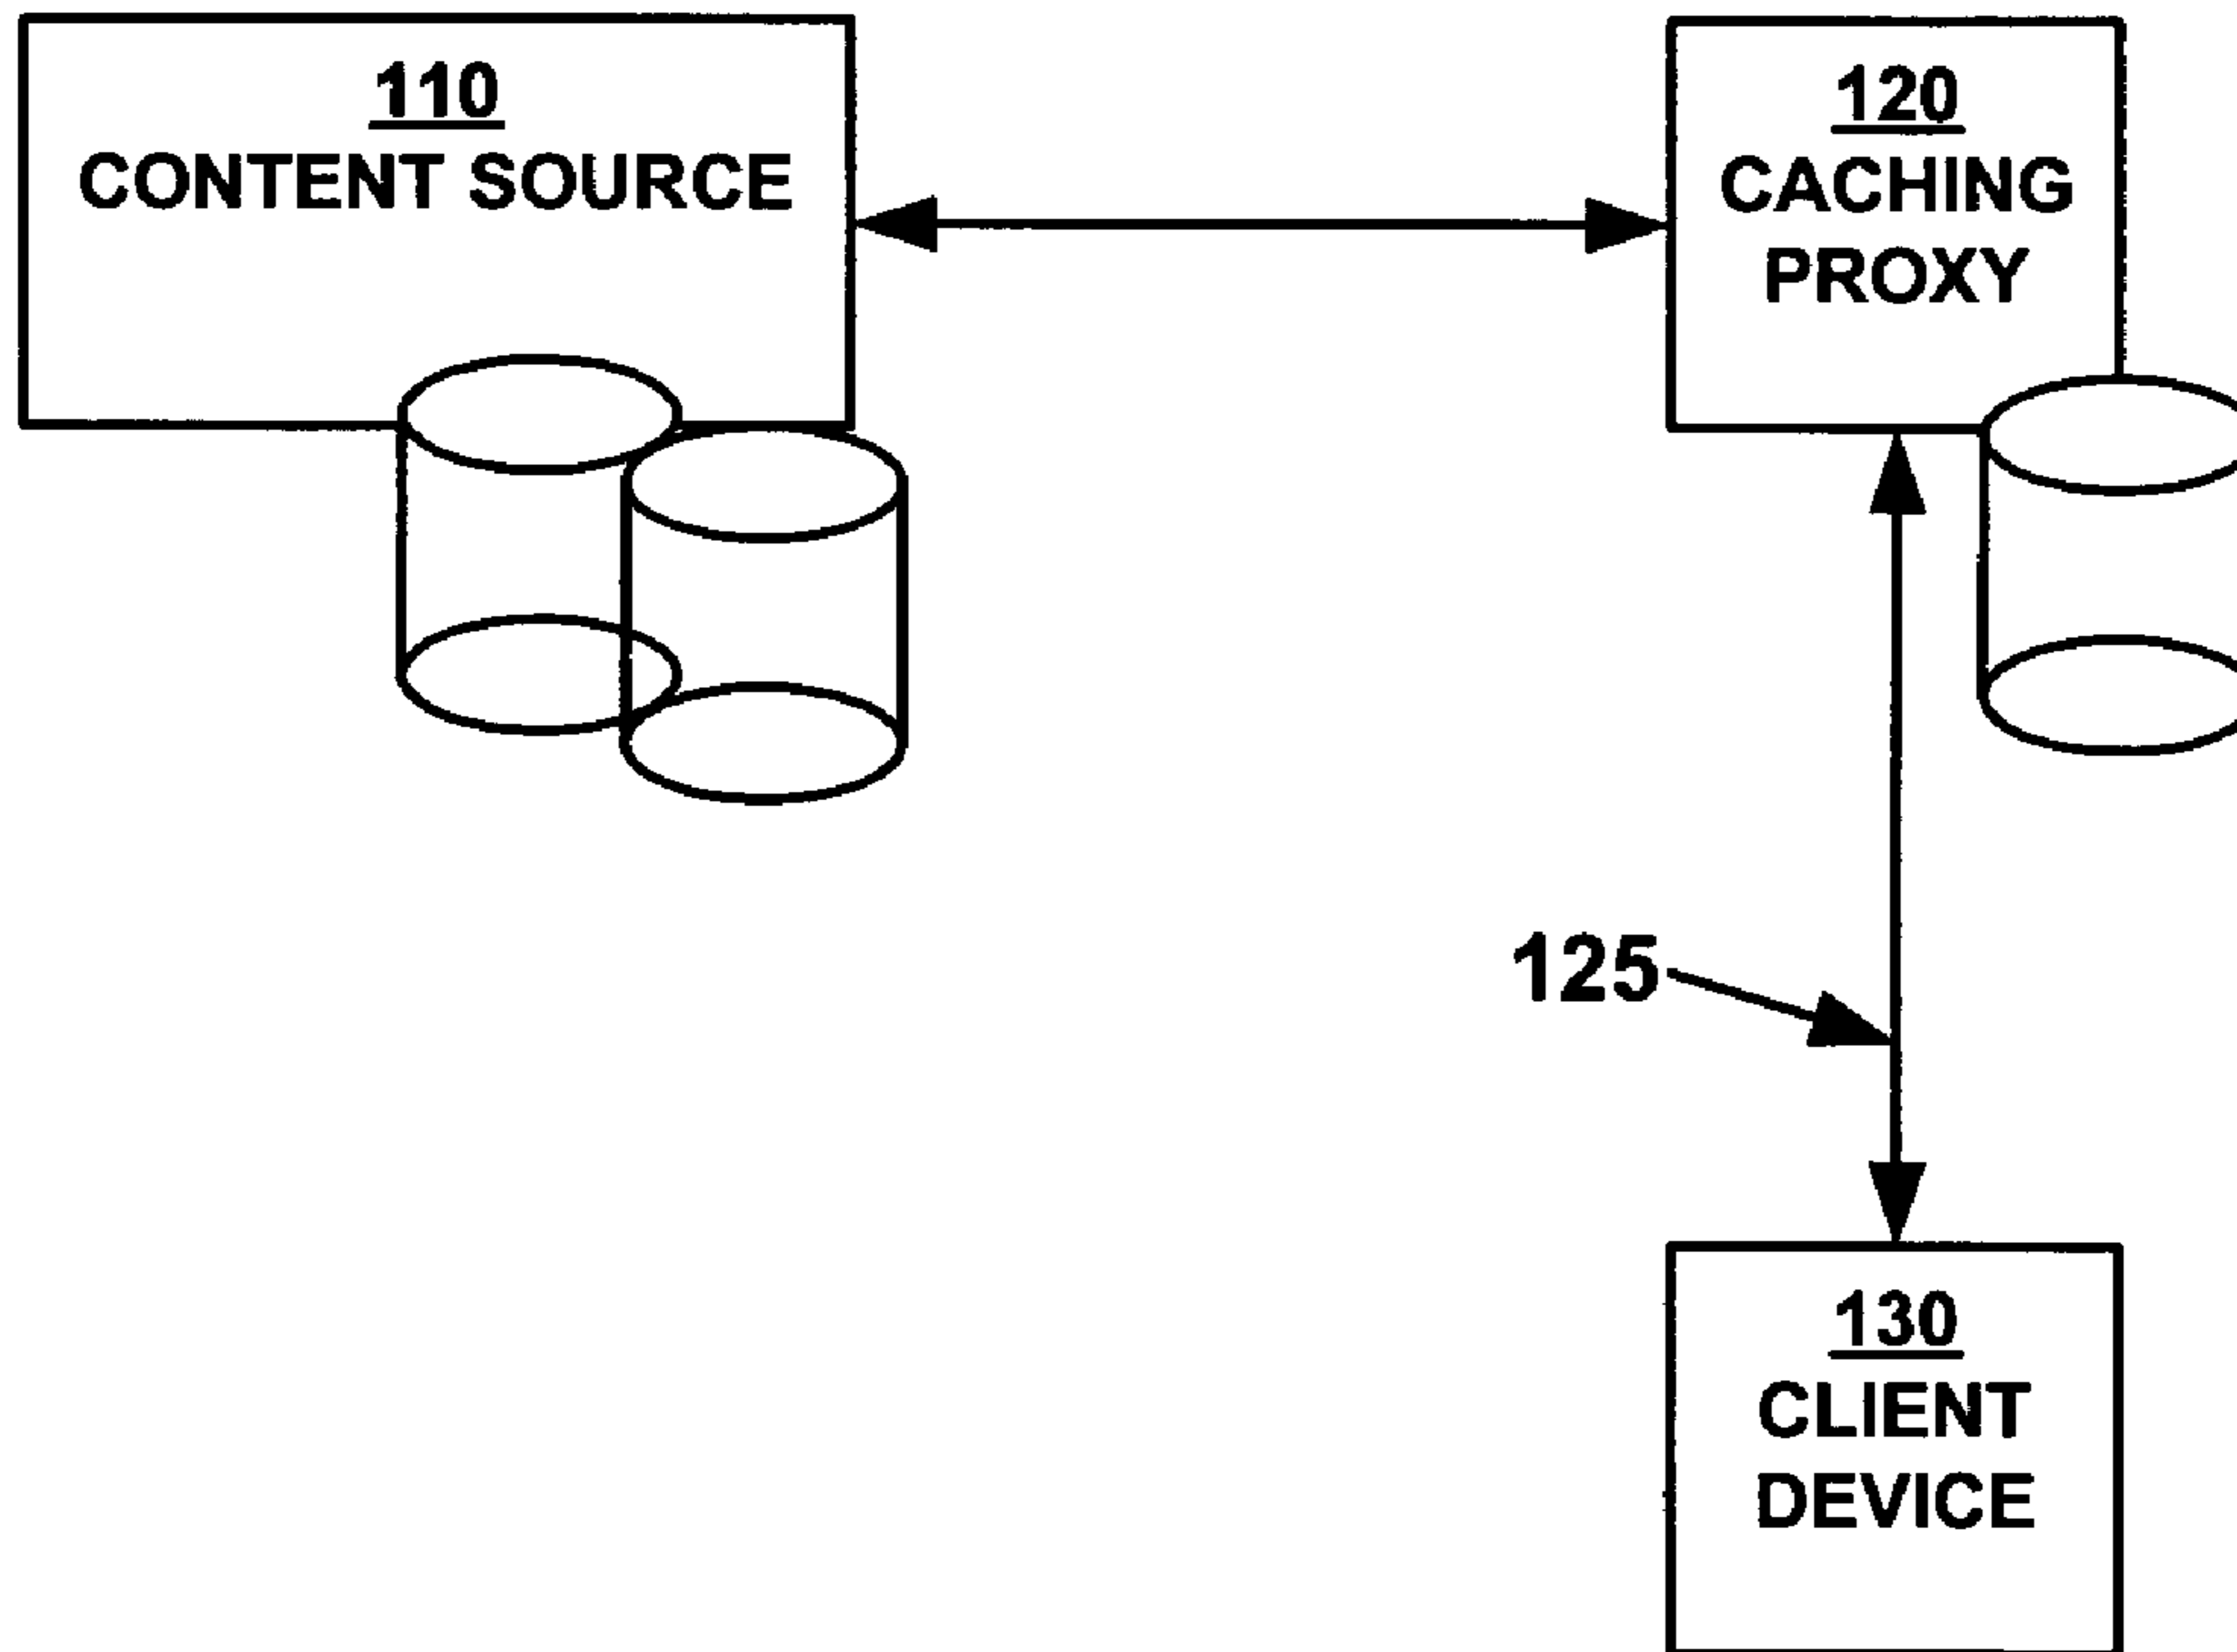 110
CONTENT SOURCE
120
CACHING
PROXY
125
130
CLIENT
DEVICE